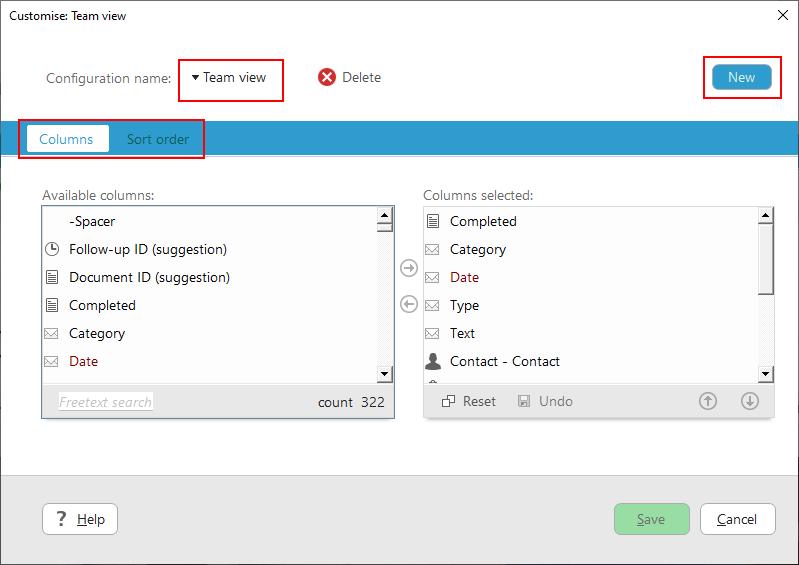 Customise: Team view
Configuration name: Team view Delete New
Columns Sort order
Available columns:
-Spacer
Follow-up ID (suggestion)
Document ID (suggestion)
Completed
Category
Date
Freetext search count 322
Columns selected:
Completed
Category
Date
Type
Text
Contact - Contact
Reset Undo
? Help Save Cancel